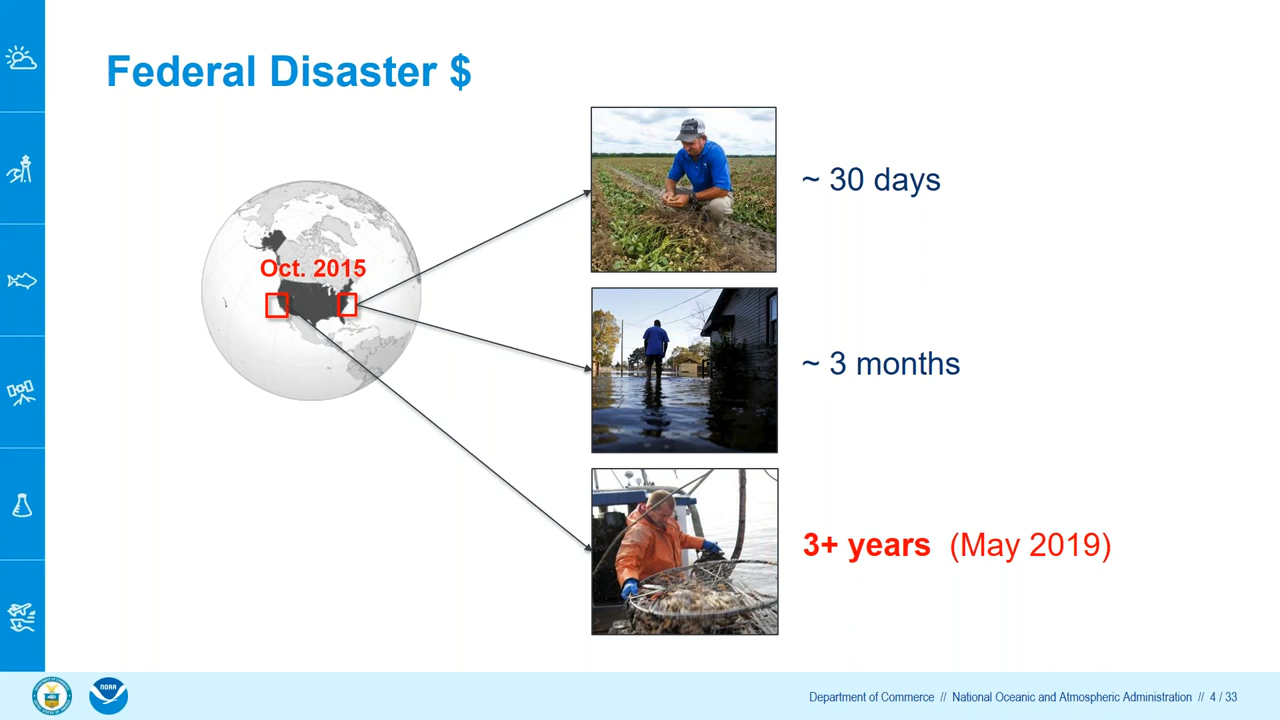 Federal Disaster $
Oct. 2015
~ 30 days
~ 3 months
3+ years (May 2019)
NOAA
Department of Commerce // National Oceanic and Atmospheric Administration // 4 / 33